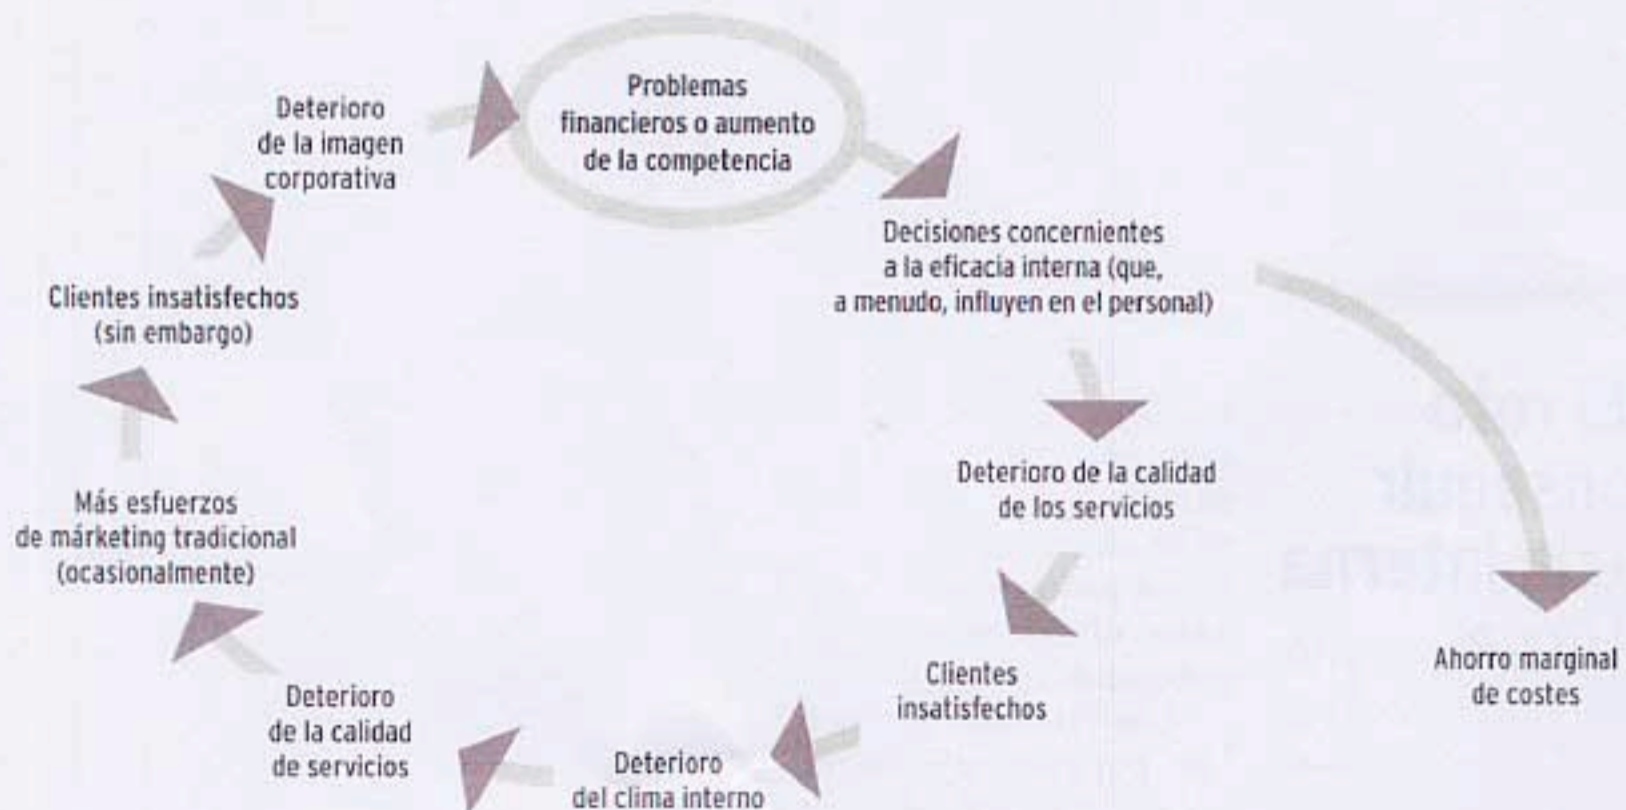 Problemas
financieros o aumento
de la competencia
Decisiones concernientes
a la eficacia interna (que,
a menudo, influyen en el personal)
Ahorro marginal
de costes
Deterioro de la calidad
de los servicios
Clientes
insatisfechos
Deterioro
del clima interno
Deterioro
de la calidad
de servicios
Más esfuerzos
de márketing tradicional
(ocasionalmente)
Clientes insatisfechos
(sin embargo)
Deterioro
de la imagen
corporativa